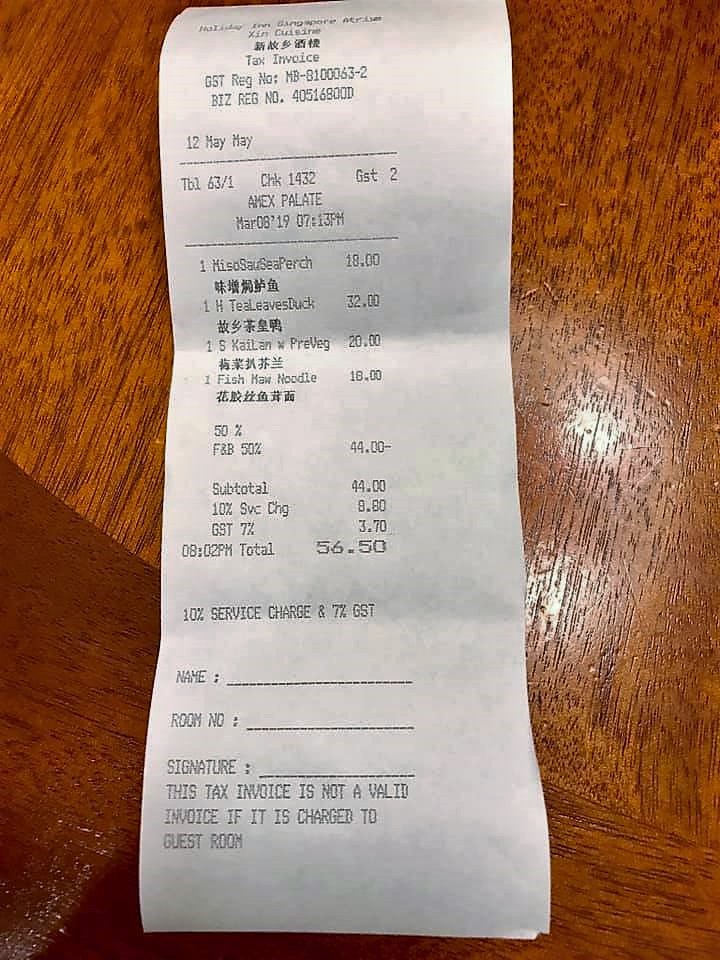 Holiday Inn Singapore Atrium
Xin Cuisine
新故乡酒楼
Tax Invoice
GST Reg No: MB-8100063-2
BIZ REG NO. 40516800D
12 May May
Tbl 63/1 Chk 1432 Gst 2
AMEX PALATE
Mar08'19 07:13PM
1 MisoSauSeaPerch 18.00
味增焗鲈鱼
1 H TeaLeavesDuck 32.00
故乡茶皇鸭
1 S KaiLan w PreVeg 20.00
梅菜扒芥兰
1 Fish Maw Noodle 18.00
花胶丝鱼茸面
50 %
F&B 50% 44.00-
Subtotal 44.00
10% Svc Chg 8.80
GST 7% 3.70
08:02PM Total 56.50
10% SERVICE CHARGE & 7% GST
NAME :
ROOM NO :
SIGNATURE :
THIS TAX INVOICE IS NOT A VALID
INVOICE IF IT IS CHARGED TO
GUEST ROOM